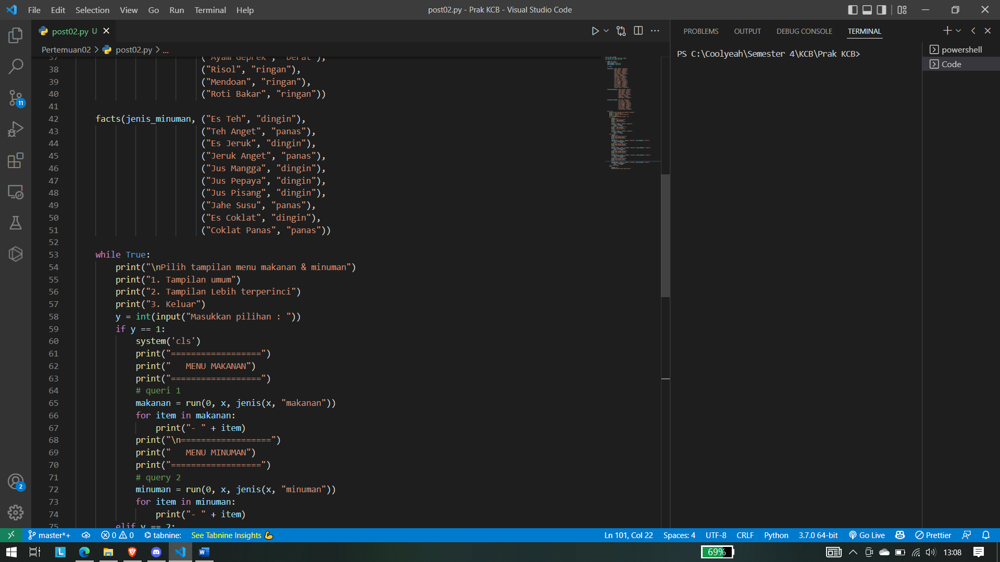 File Edit Selection View Go Run Terminal Help
post02.py - Prak KCB - Visual Studio Code
post02.py U
PROBLEMS OUTPUT DEBUG CONSOLE TERMINAL
Pertemuan02 > post02.py > ...
PS C:\Coolyeah\Semester 4\KCB\Prak KCB>
powershell
Code
37 ("Ayam Geprek", "berat"),
38 ("Risol", "ringan"),
39 ("Mendoan", "ringan"),
40 ("Roti Bakar", "ringan"))
41
42 facts(jenis_minuman, ("Es Teh", "dingin"),
43 ("Teh Anget", "panas"),
44 ("Es Jeruk", "dingin"),
45 ("Jeruk Anget", "panas"),
46 ("Jus Mangga", "dingin"),
47 ("Jus Pepaya", "dingin"),
48 ("Jus Pisang", "dingin"),
49 ("Jahe Susu", "panas"),
50 ("Es Coklat", "dingin"),
51 ("Coklat Panas", "panas"))
52
53 while True:
54 print("\nPilih tampilan menu makanan & minuman")
55 print("1. Tampilan umum")
56 print("2. Tampilan Lebih terperinci")
57 print("3. Keluar")
58 y = int(input("Masukkan pilihan : "))
59 if y == 1:
60 system('cls')
61 print("==================")
62 print("   MENU MAKANAN")
63 print("==================")
64 # queri 1
65 makanan = run(0, x, jenis(x, "makanan"))
66 for item in makanan:
67 print("- " + item)
68 print("\n==================")
69 print("   MENU MINUMAN")
70 print("==================")
71 # query 2
72 minuman = run(0, x, jenis(x, "minuman"))
73 for item in minuman:
74 print("- " + item)
75 elif y == 2:
11
2
master*+ 0 0 tabnine: See Tabnine Insights Ln 101, Col 22 Spaces: 4 UTF-8 CRLF Python 3.7.0 64-bit Go Live Prettier
L W 69% 13:08